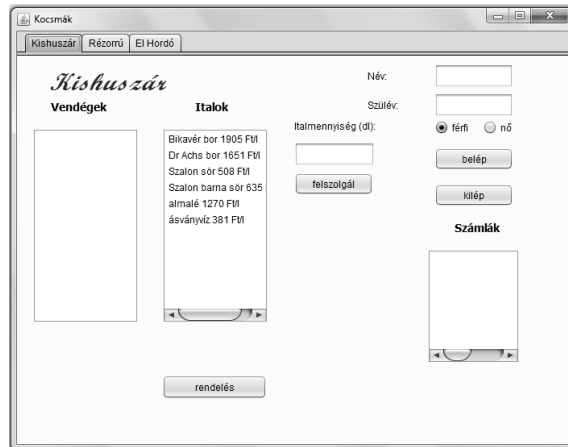 Kocsmák
Kishuszár Rézorrú El Hordó
Kishuszár
Vendégek
Italok
Bikavér bor 1905 Ft/l
Dr Achs bor 1651 Ft/l
Szalon sör 508 Ft/l
Szalon barna sör 635
almalé 1270 Ft/l
ásványvíz 381 Ft/l
rendelés
Italmennyiség (dl):
felszolgál
Név:
Szülév:
férfi nő
belép
kilép
Számlák